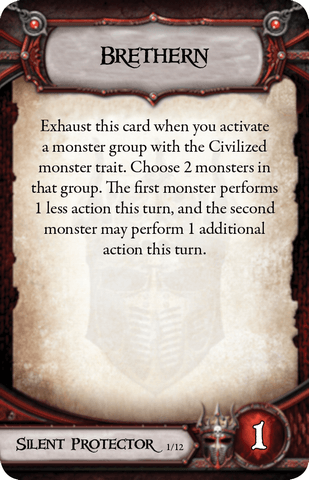 Brethern
Exhaust this card when you activate
a monster group with the Civilized
monster trait. Choose 2 monsters in
that group. The first monster performs
1 less action this turn, and the second
monster may perform 1 additional
action this turn.
Silent Protector 1/12
1